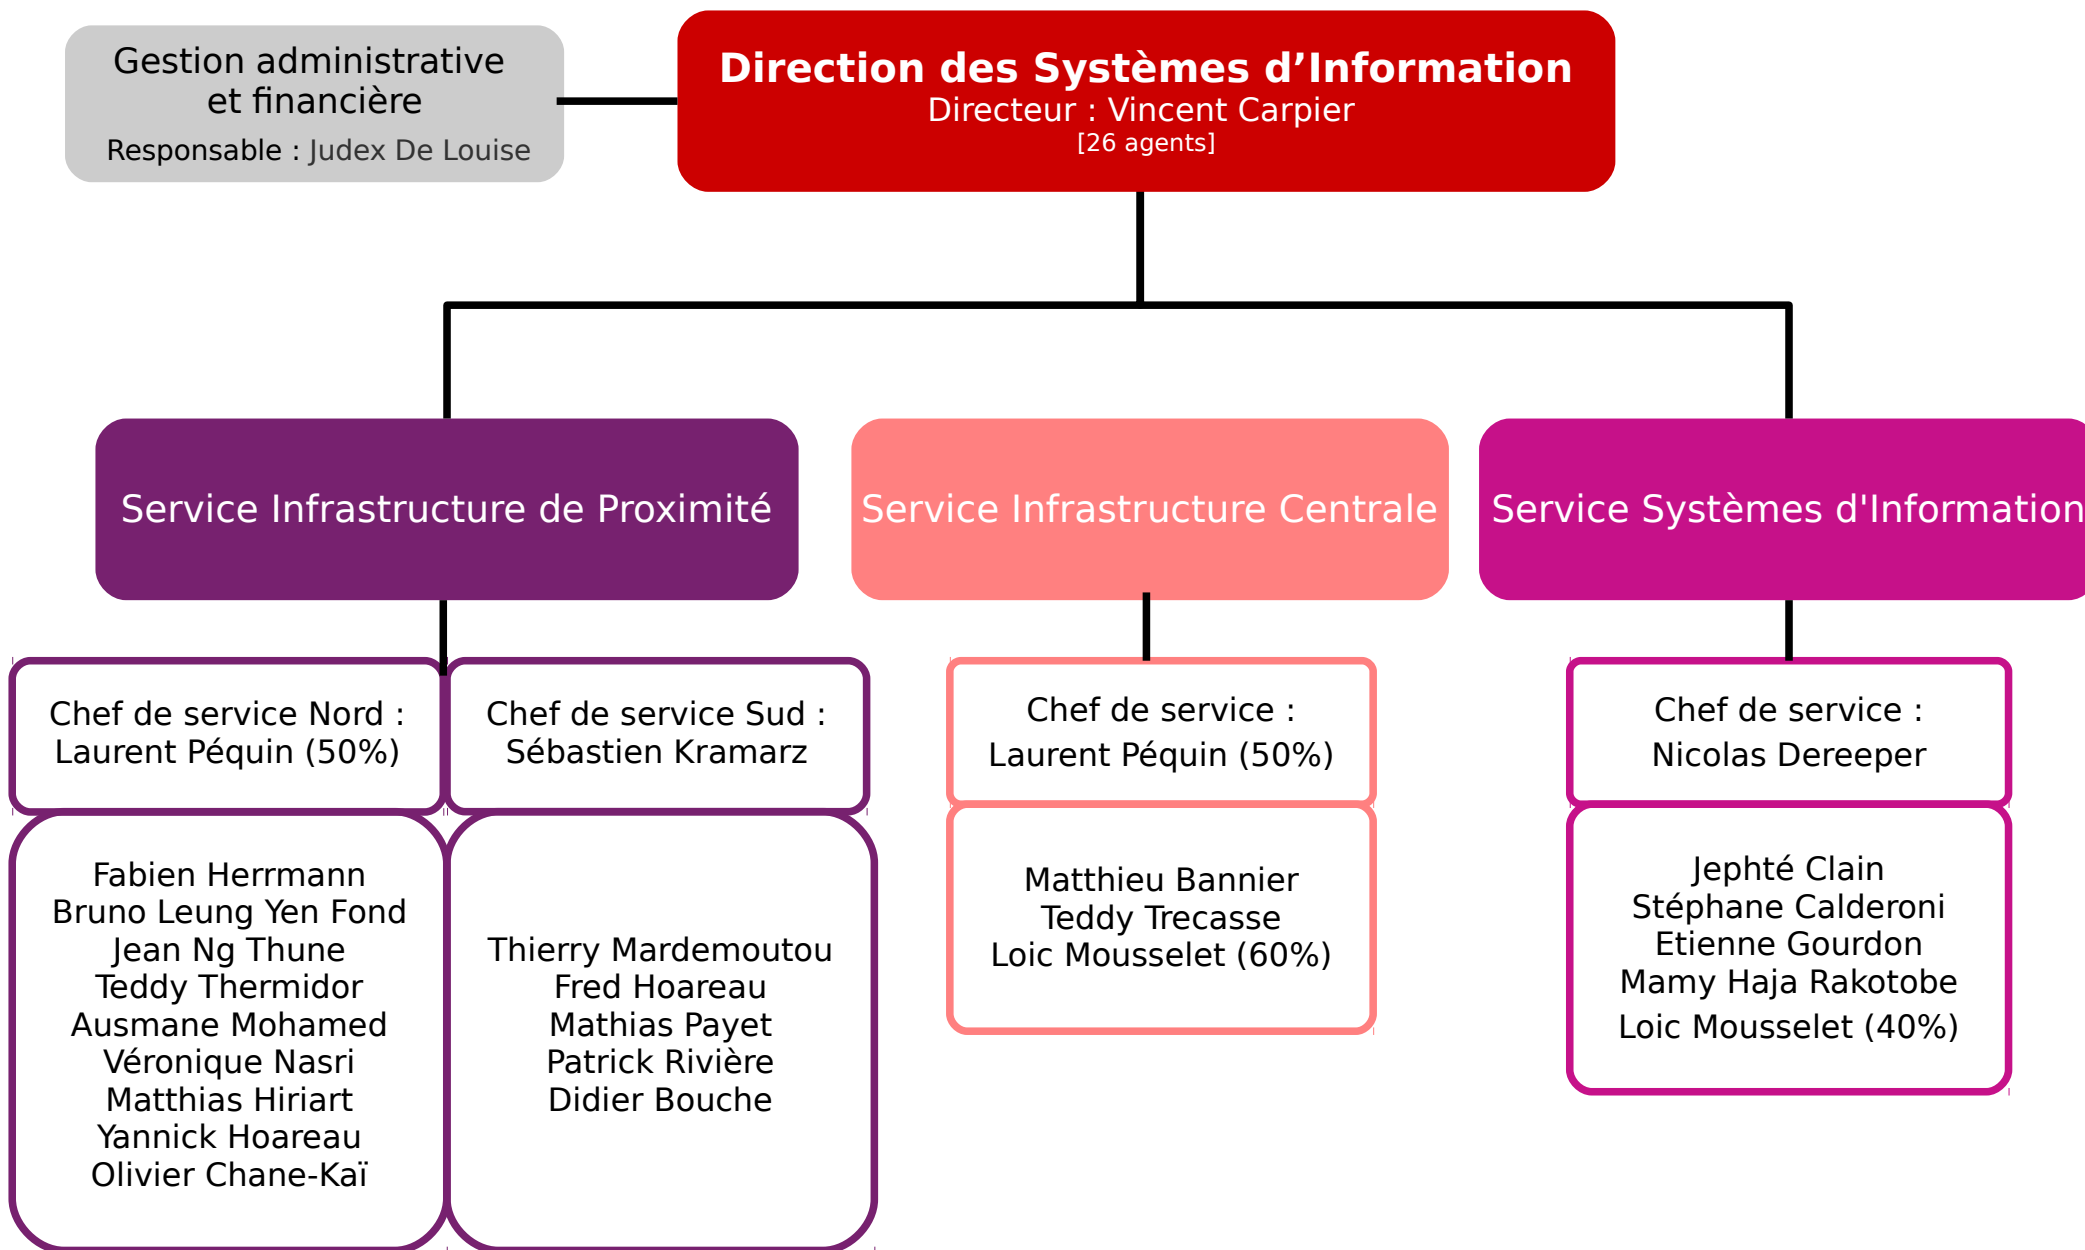 Gestion administrative
et financière
Responsable : Judex De Louise
Direction des Systèmes d’Information
Directeur : Vincent Carpier
[26 agents]
Service Infrastructure de Proximité
Service Infrastructure Centrale
Service Systèmes d'Information
Chef de service Nord :
Laurent Péquin (50%)
Chef de service Sud :
Sébastien Kramarz
Chef de service :
Laurent Péquin (50%)
Chef de service :
Nicolas Dereeper
Fabien Herrmann
Bruno Leung Yen Fond
Jean Ng Thune
Teddy Thermidor
Ausmane Mohamed
Véronique Nasri
Matthias Hiriart
Yannick Hoareau
Olivier Chane-Kaï
Thierry Mardemoutou
Fred Hoareau
Mathias Payet
Patrick Rivière
Didier Bouche
Matthieu Bannier
Teddy Trecasse
Loic Mousselet (60%)
Jephté Clain
Stéphane Calderoni
Etienne Gourdon
Mamy Haja Rakotobe
Loic Mousselet (40%)